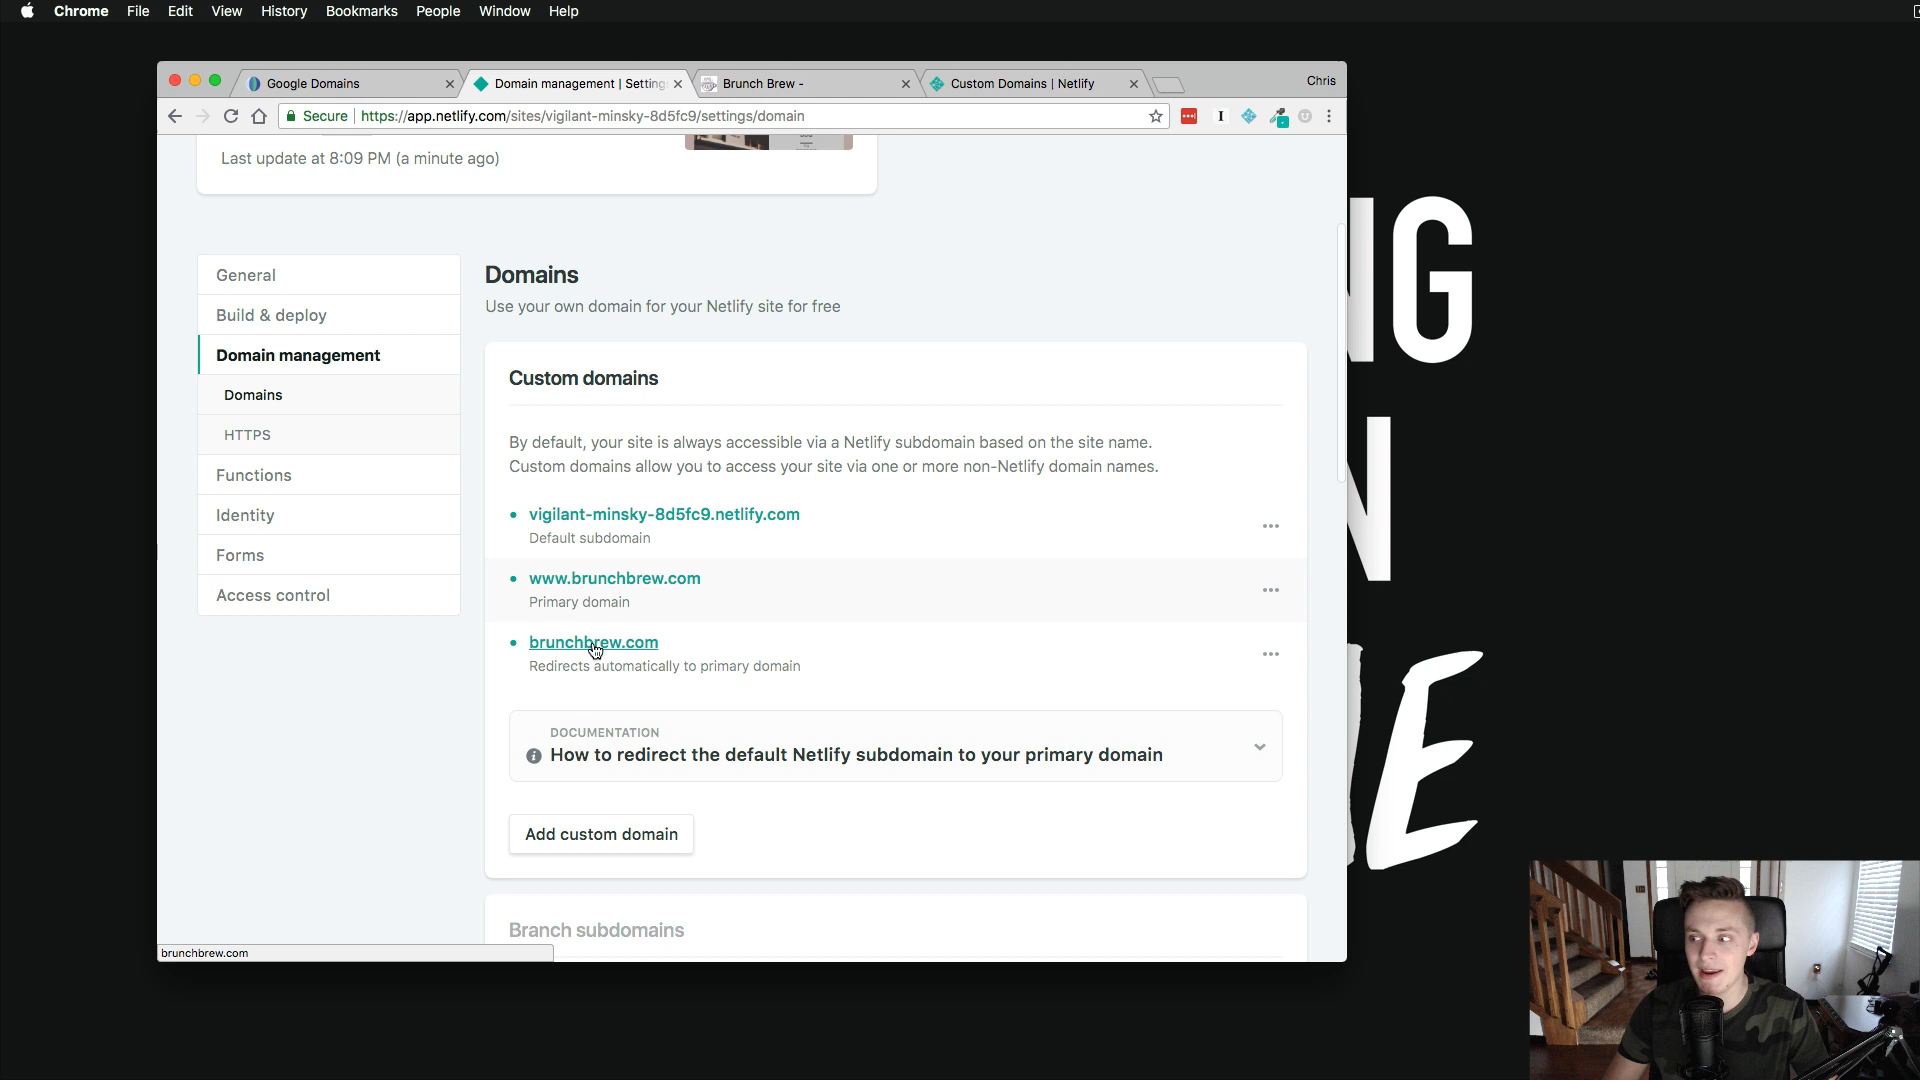 Chrome File Edit View History Bookmarks People Window Help
Google Domains
Domain management | Setting
Brunch Brew -
Custom Domains | Netlify
Chris
Secure https://app.netlify.com/sites/vigilant-minsky-8d5fc9/settings/domain
Last update at 8:09 PM (a minute ago)
General
Build & deploy
Domain management
Domains
HTTPS
Functions
Identity
Forms
Access control
Domains
Use your own domain for your Netlify site for free
Custom domains
By default, your site is always accessible via a Netlify subdomain based on the site name.
Custom domains allow you to access your site via one or more non-Netlify domain names.
vigilant-minsky-8d5fc9.netlify.com
Default subdomain
www.brunchbrew.com
Primary domain
brunchbrew.com
Redirects automatically to primary domain
DOCUMENTATION
How to redirect the default Netlify subdomain to your primary domain
Add custom domain
Branch subdomains
brunchbrew.com
NG
N
E